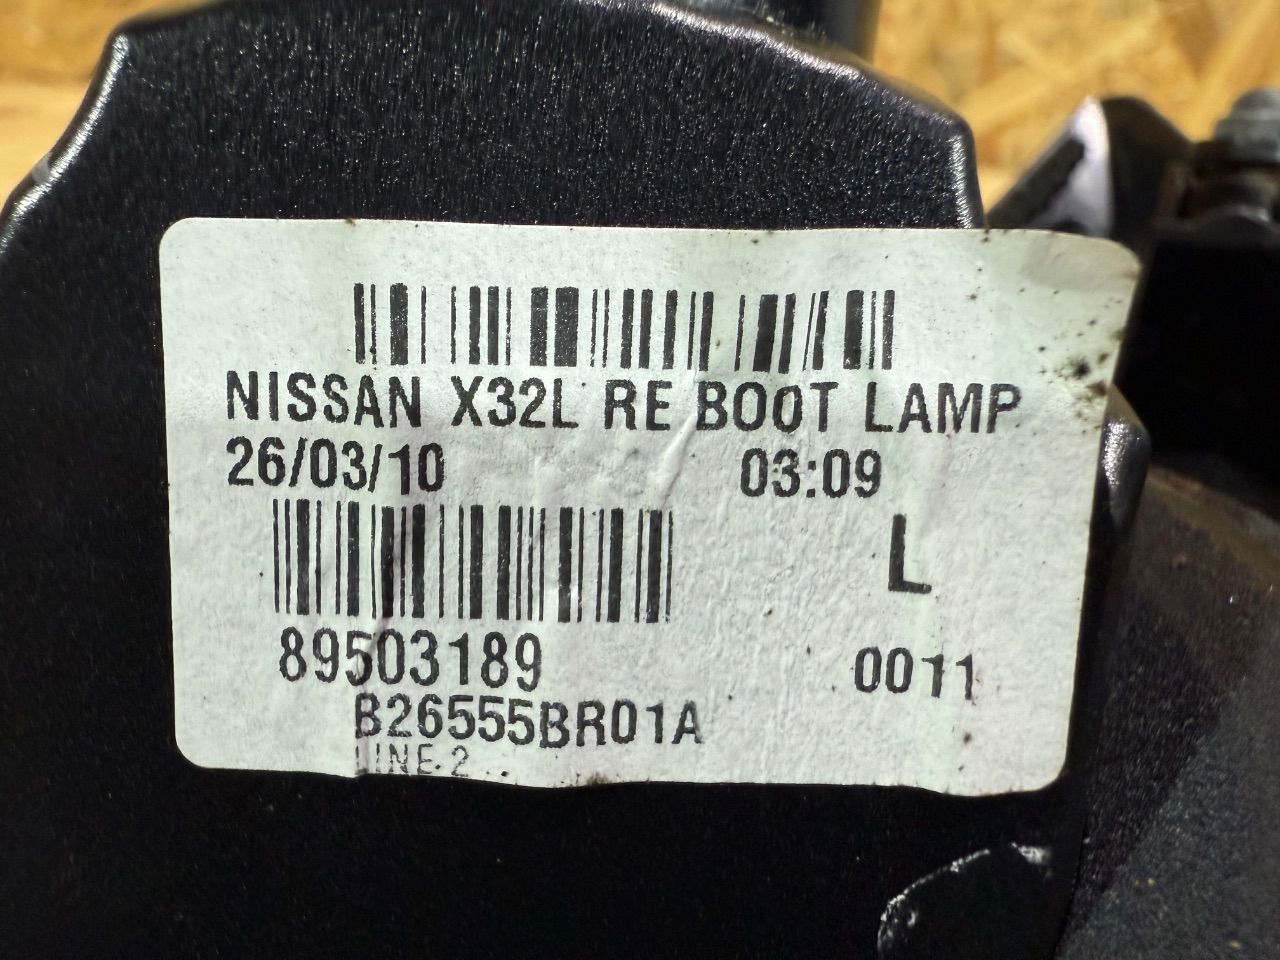 NISSAN X32L RE BOOT LAMP
26/03/10 03:09
L
89503189 0011
B26555BR01A
LINE 2